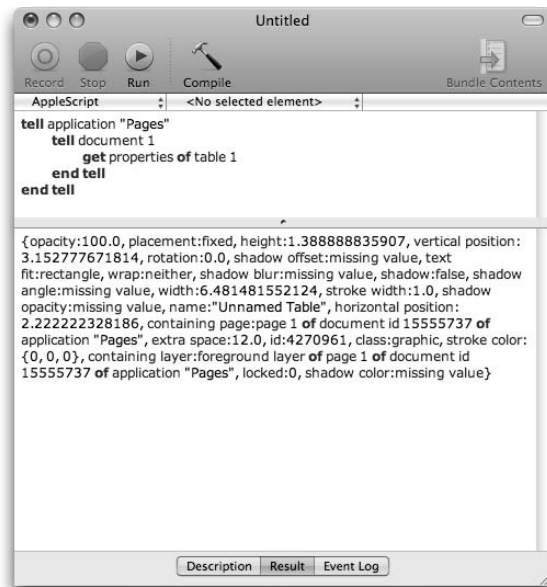 Untitled
Record Stop Run Compile Bundle Contents
AppleScript <No selected element>
tell application "Pages"
tell document 1
get properties of table 1
end tell
end tell
{opacity:100.0, placement:fixed, height:1.388888835907, vertical position:
3.152777671814, rotation:0.0, shadow offset:missing value, text
fit:rectangle, wrap:neither, shadow blur:missing value, shadow:false, shadow
angle:missing value, width:6.481481552124, stroke width:1.0, shadow
opacity:missing value, name:"Unnamed Table", horizontal position:
2.222222328186, containing page:page 1 of document id 15555737 of
application "Pages", extra space:12.0, id:4270961, class:graphic, stroke color:
{0, 0, 0}, containing layer:foreground layer of page 1 of document id
15555737 of application "Pages", locked:0, shadow color:missing value}
Description Result Event Log